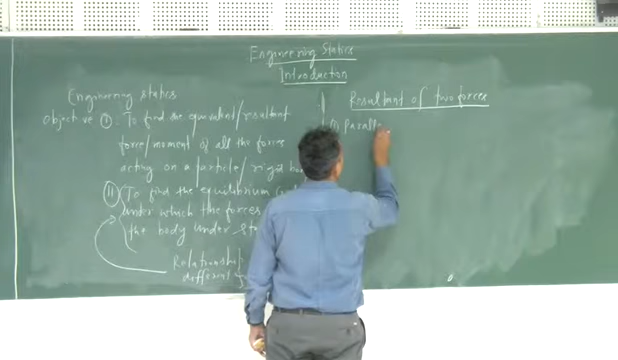 Engineering Statics
Introduction
Engineering statics
Objective (I): To find the equivalent/resultant
force/moment of all the forces
acting on a particle/rigid
(II) To find the equilibrium
under which the forces
the body under
Relationship
different
Resultant of two forces
(I) Paralle